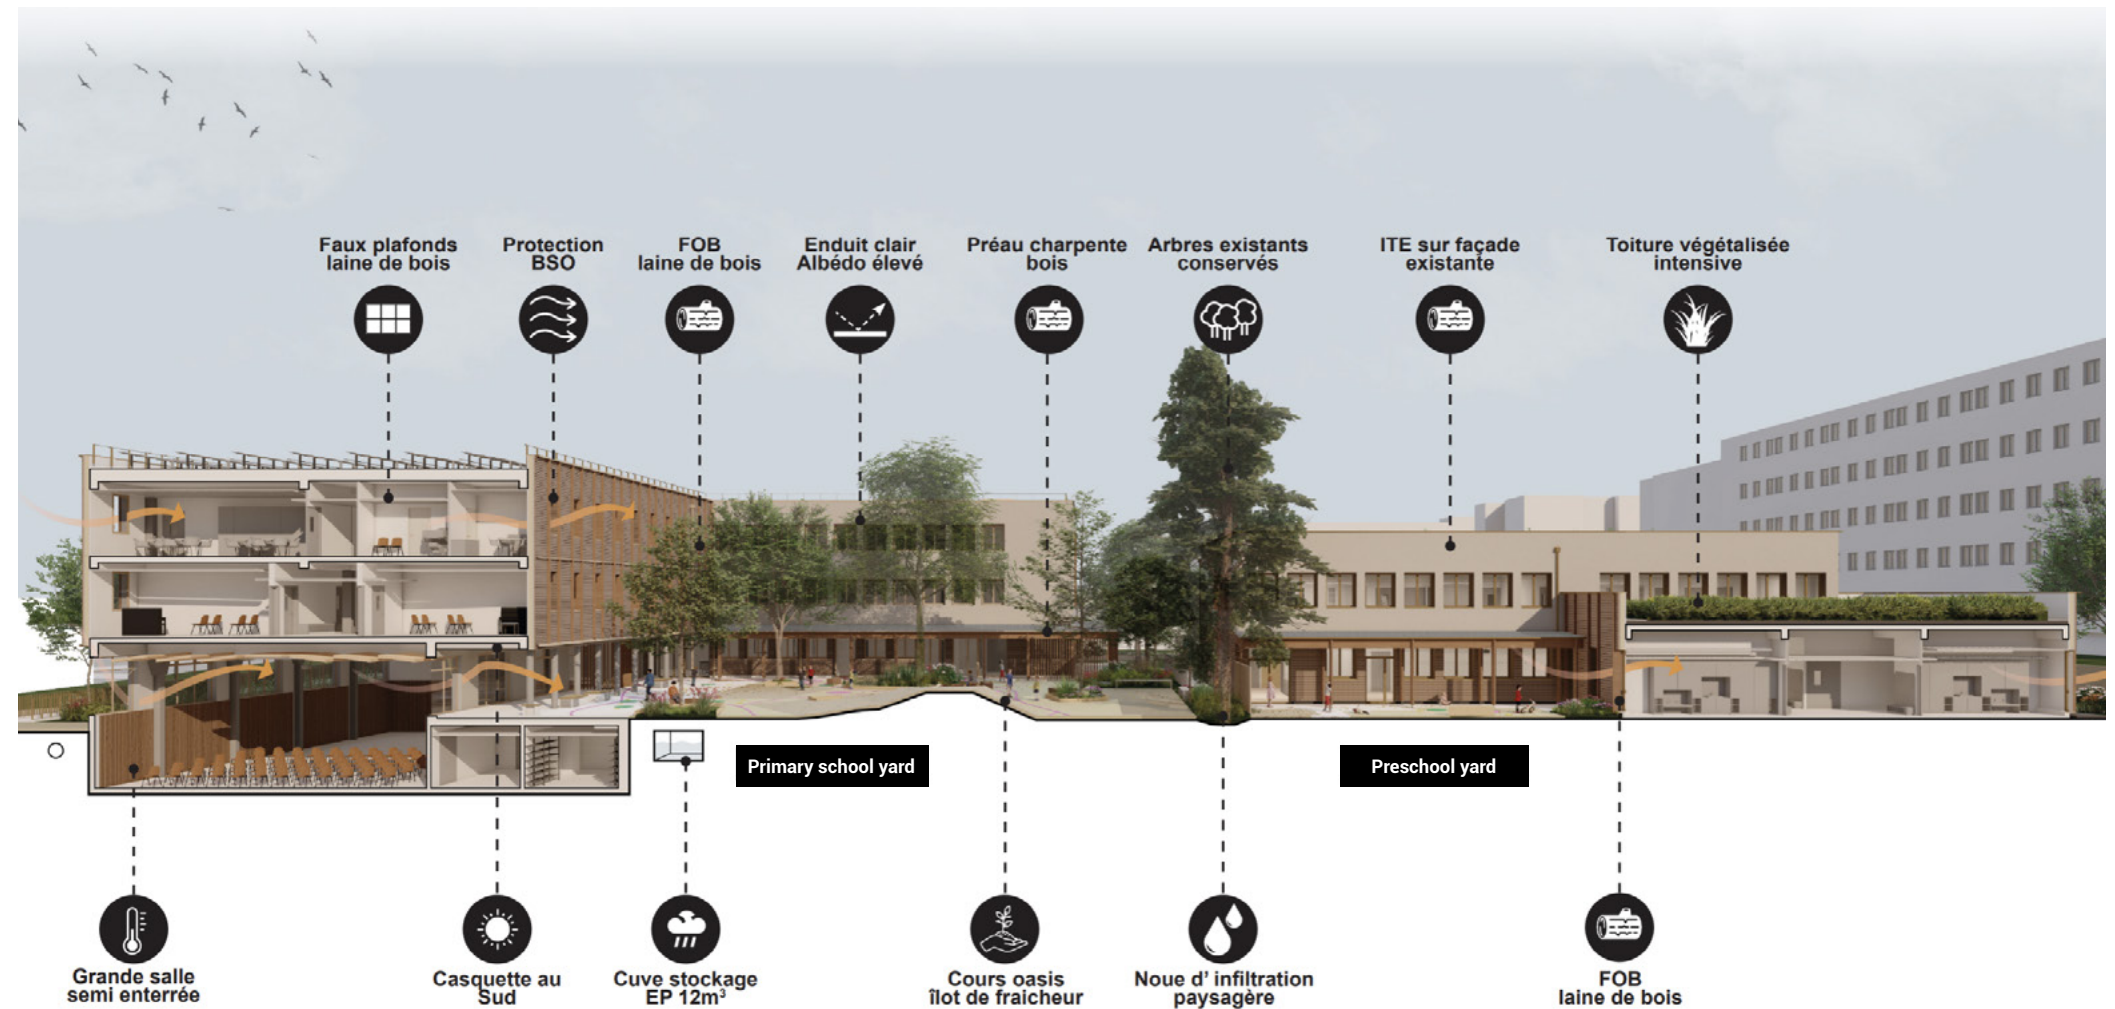 Faux plafonds
laine de bois
Protection
BSO
FOB
laine de bois
Enduit clair
Albédo élevé
Préau charpente
bois
Arbres existants
conservés
ITE sur façade
existante
Toiture végétalisée
intensive
Primary school yard
Preschool yard
Grande salle
semi enterrée
Casquette au
Sud
Cuve stockage
EP 12m³
Cours oasis
îlot de fraicheur
Noue d' infiltration
paysagère
FOB
laine de bois